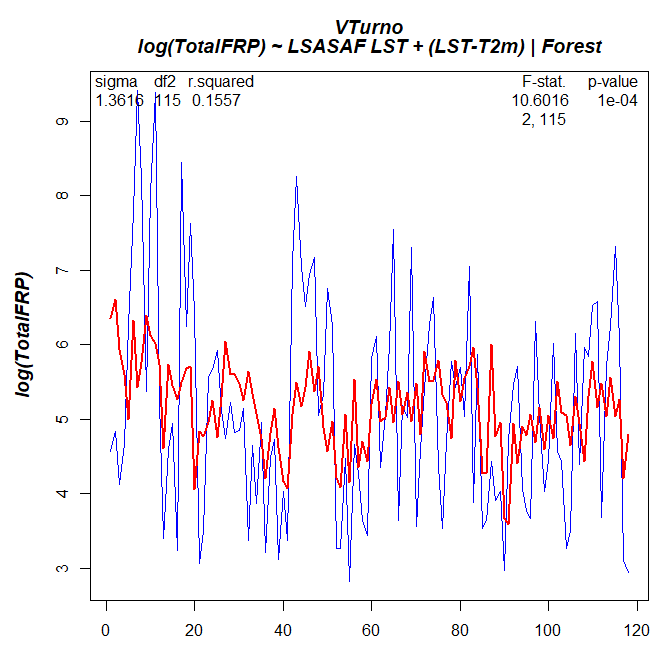 VTurno
log(TotalFRP) ~ LSASAF LST + (LST-T2m) | Forest
sigma df2 r.squared F-stat. p-value
1.3616 115 0.1557 10.6016 1e-04
2, 115
log(TotalFRP)
9
8
7
6
5
4
3
0 20 40 60 80 100 120